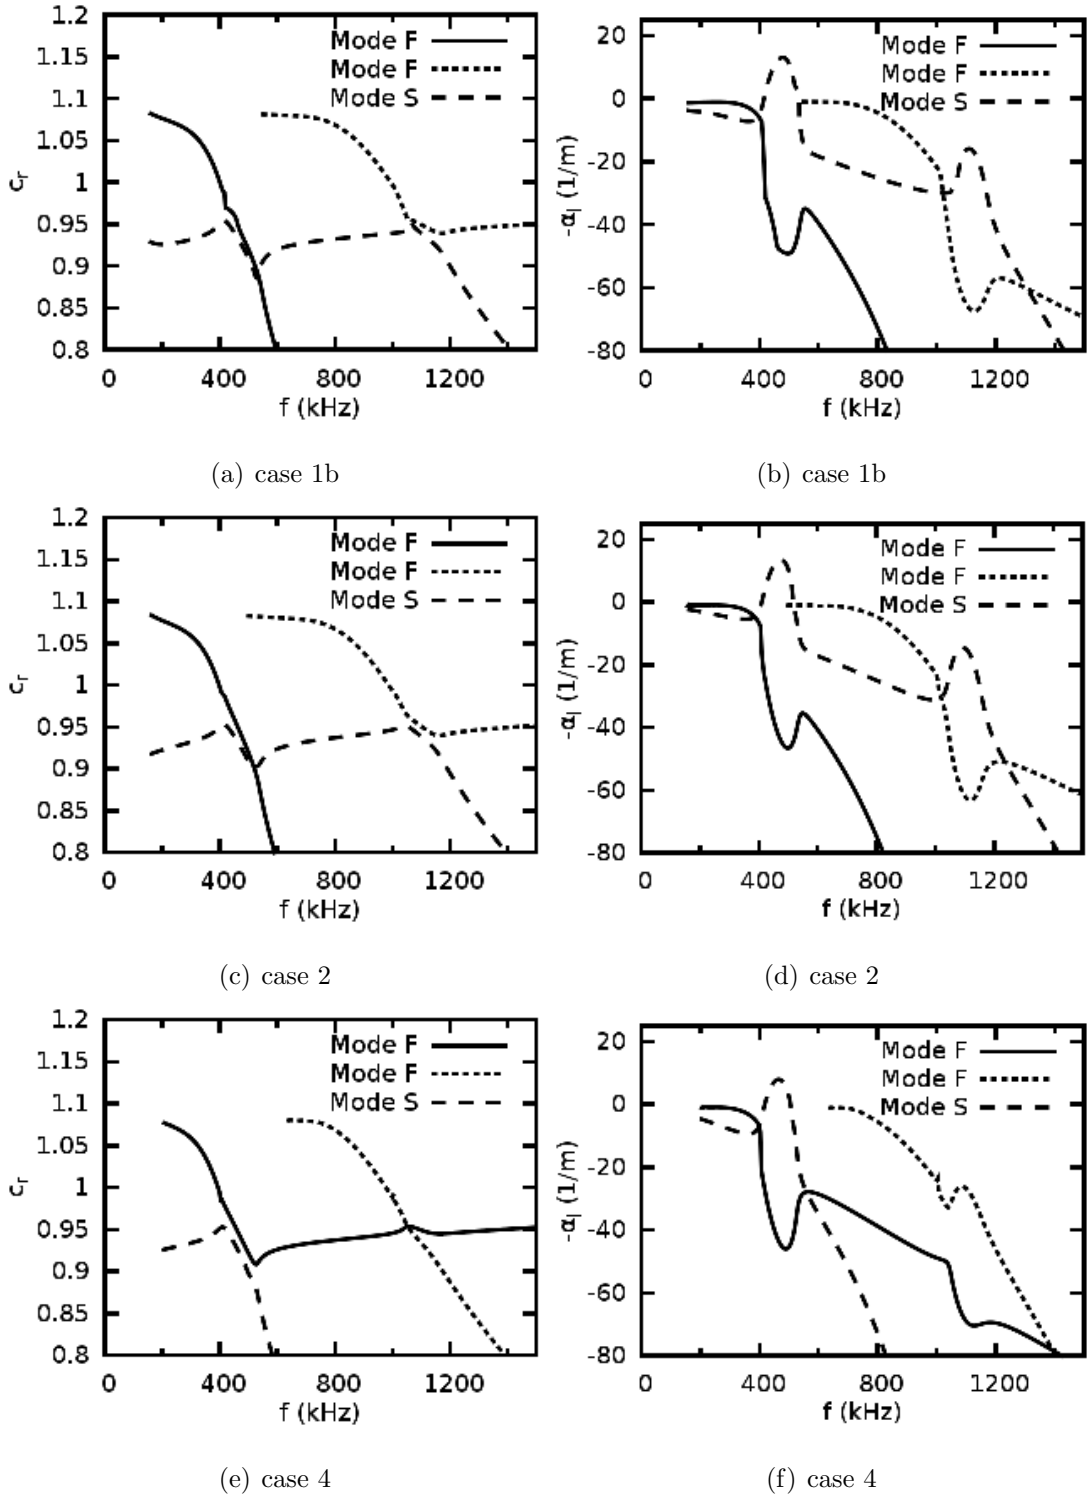 1.2
1.15
1.1
1.05
1
0.95
0.9
0.85
0.8
c_r
Mode F
Mode F
Mode S
0 400 800 1200
f (kHz)
(a) case 1b
20
0
-20
-40
-60
-80
-α_i (1/m)
Mode F
Mode F
Mode S
0 400 800 1200
f (kHz)
(b) case 1b
1.2
1.15
1.1
1.05
1
0.95
0.9
0.85
0.8
c_r
Mode F
Mode F
Mode S
0 400 800 1200
f (kHz)
(c) case 2
20
0
-20
-40
-60
-80
-α_i (1/m)
Mode F
Mode F
Mode S
0 400 800 1200
f (kHz)
(d) case 2
1.2
1.15
1.1
1.05
1
0.95
0.9
0.85
0.8
c_r
Mode F
Mode F
Mode S
0 400 800 1200
f (kHz)
(e) case 4
20
0
-20
-40
-60
-80
-α_i (1/m)
Mode F
Mode F
Mode S
0 400 800 1200
f (kHz)
(f) case 4